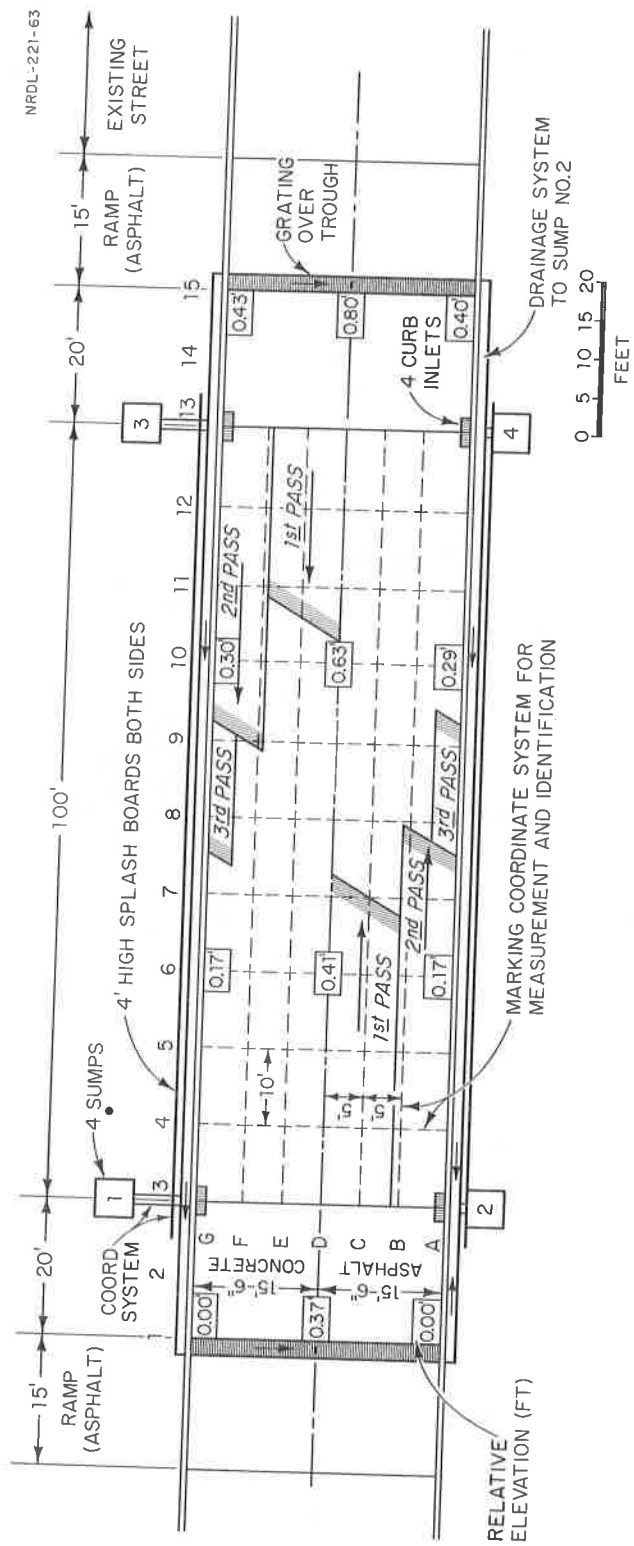 NRDL-221-63
15'
RAMP
(ASPHALT)
20'
100'
20'
15'
RAMP
(ASPHALT)
EXISTING
STREET
4' HIGH SPLASH BOARDS BOTH SIDES
4 SUMPS
1
3
COORD
SYSTEM
1
2
3
4
5
6
7
8
9
10
11
12
13
14
15
G
F
E
D
C
B
A
CONCRETE
ASPHALT
15'-6"
15'-6"
0.00'
0.37'
0.00'
0.17'
0.41'
0.17'
0.30'
0.63'
0.29'
0.43'
0.80'
0.40'
10'
5'
5'
3rd PASS
2nd PASS
1st PASS
1st PASS
2nd PASS
3rd PASS
GRATING
OVER
TROUGH
4 CURB
INLETS
2
4
RELATIVE
ELEVATION (FT)
MARKING COORDINATE SYSTEM FOR
MEASUREMENT AND IDENTIFICATION
DRAINAGE SYSTEM
TO SUMP NO.2
0 5 10 15 20
FEET